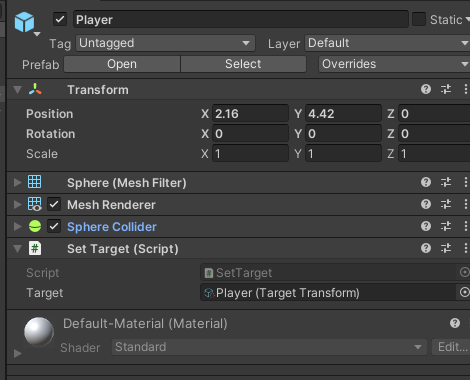 Player Static
Tag Untagged Layer Default
Prefab Open Select Overrides
Transform
Position X 2.16 Y 4.42 Z 0
Rotation X 0 Y 0 Z 0
Scale X 1 Y 1 Z 1
Sphere (Mesh Filter)
Mesh Renderer
Sphere Collider
# Set Target (Script)
Script # SetTarget
Target Player (Target Transform)
Default-Material (Material)
Shader Standard Edit...